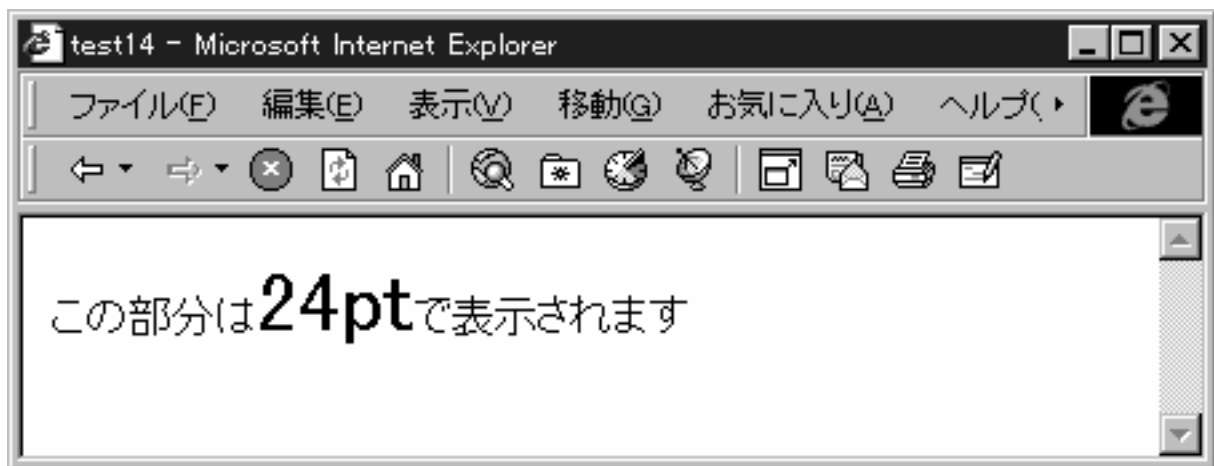 test14 - Microsoft Internet Explorer
ファイル(F) 編集(E) 表示(V) 移動(G) お気に入り(A) ヘルプ(
この部分は24ptで表示されます